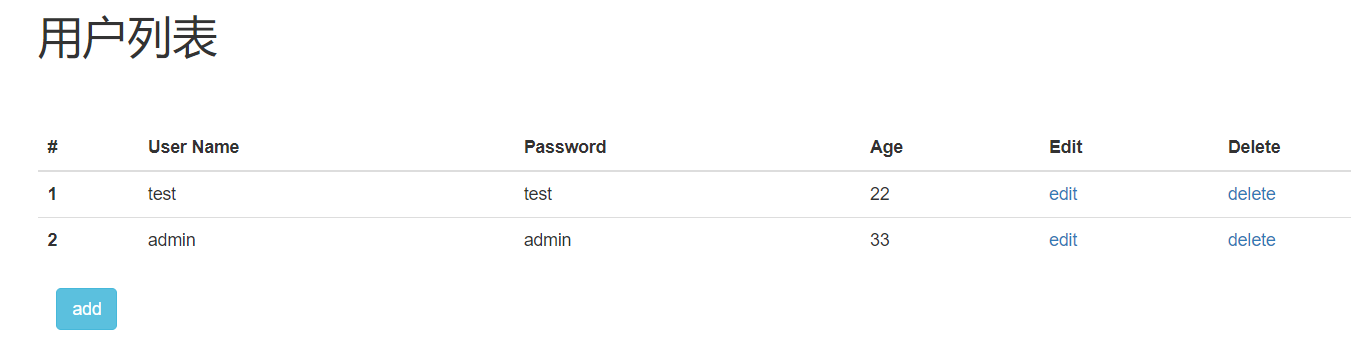 用户列表
# User Name Password Age Edit Delete
1 test test 22 edit delete
2 admin admin 33 edit delete
add